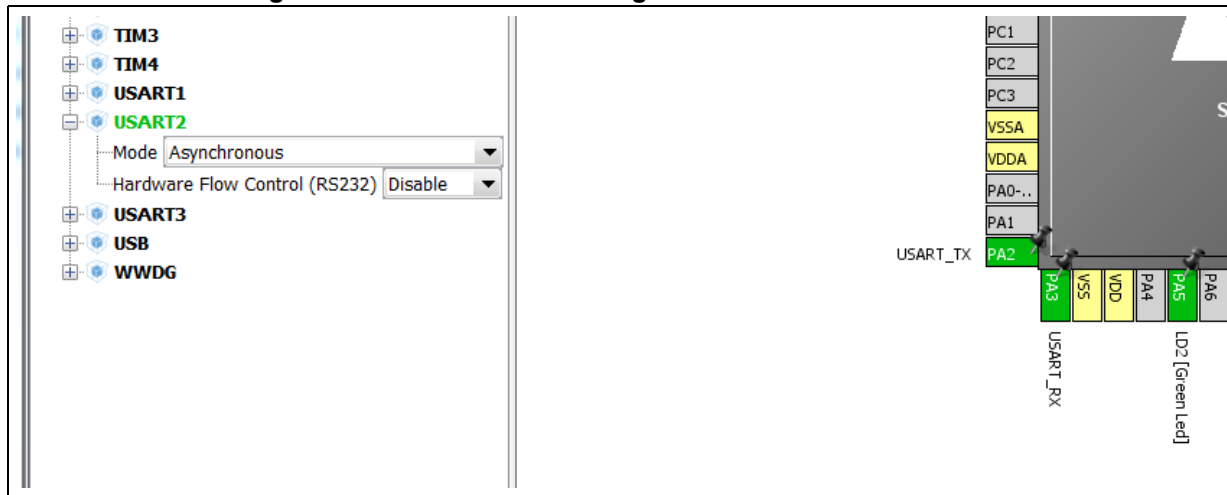 TIM3
TIM4
USART1
USART2
Mode Asynchronous
Hardware Flow Control (RS232) Disable
USART3
USB
WWDG
PC1
PC2
PC3
VSSA
VDDA
PA0-..
PA1
USART_TX PA2
PA3 VSS VDD PA4 PA5 PA6
USART_RX
LD2 [Green Led]
S